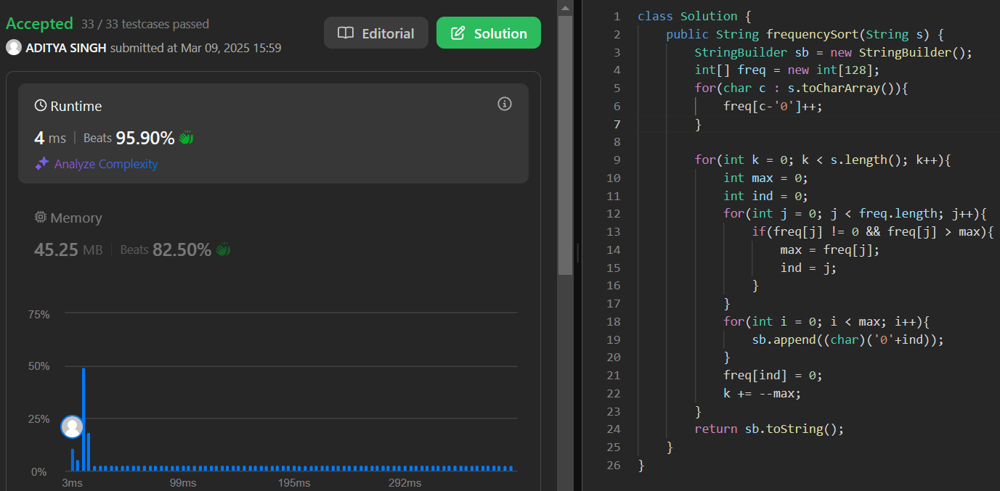 Accepted 33 / 33 testcases passed
ADITYA SINGH submitted at Mar 09, 2025 15:59
Editorial
Solution
Runtime
4 ms | Beats 95.90%
Analyze Complexity
Memory
45.25 MB | Beats 82.50%
75%
50%
25%
0%
3ms 99ms 195ms 292ms
1 class Solution {
2     public String frequencySort(String s) {
3         StringBuilder sb = new StringBuilder();
4         int[] freq = new int[128];
5         for(char c : s.toCharArray()){
6             freq[c-'0']++;
7         }
8
9         for(int k = 0; k < s.length(); k++){
10             int max = 0;
11             int ind = 0;
12             for(int j = 0; j < freq.length; j++){
13                 if(freq[j] != 0 && freq[j] > max){
14                     max = freq[j];
15                     ind = j;
16                 }
17             }
18             for(int i = 0; i < max; i++){
19                 sb.append((char)('0'+ind));
20             }
21             freq[ind] = 0;
22             k += --max;
23         }
24         return sb.toString();
25     }
26 }